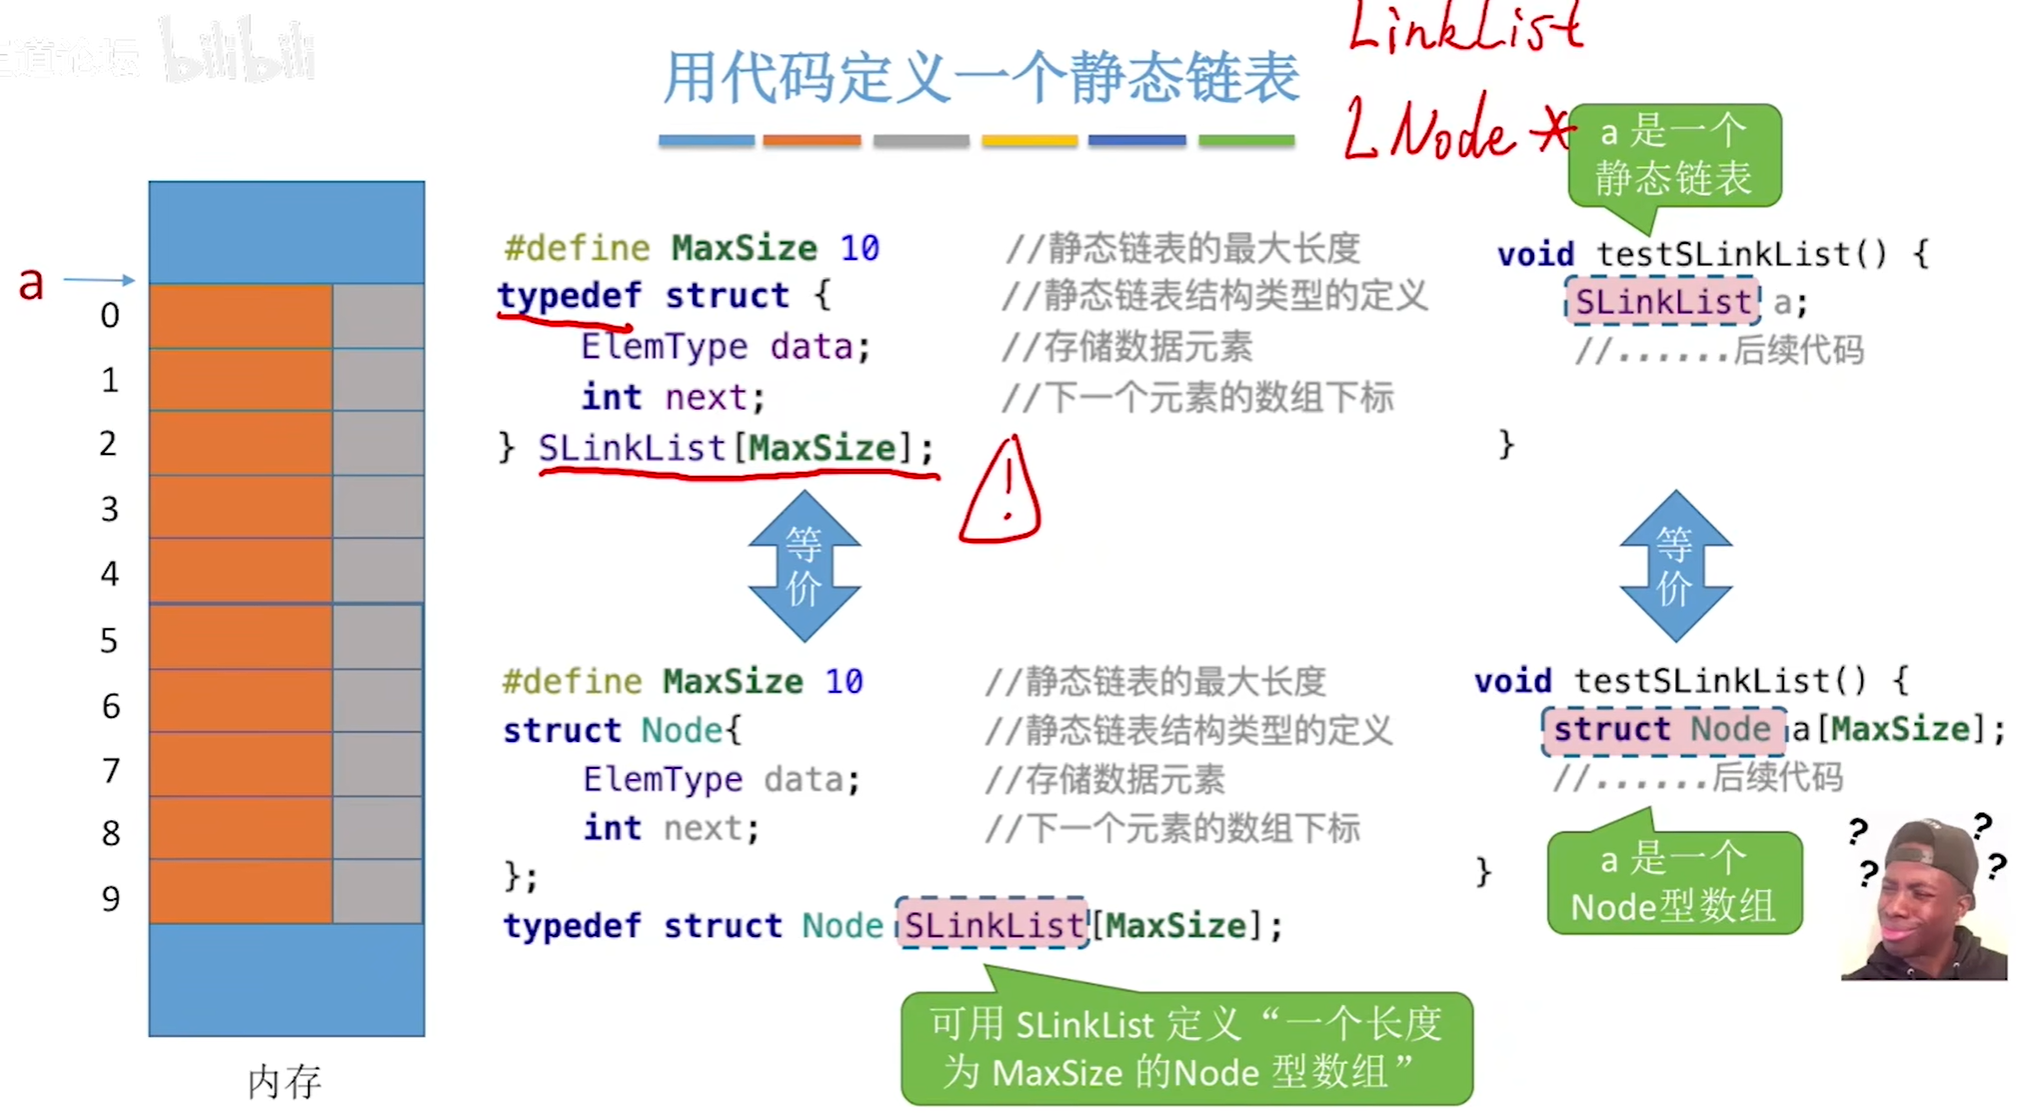 道论坛 bilibili
LinkList
用代码定义一个静态链表
LNode *
a 是一个
静态链表
a
0
1
2
3
4
5
6
7
8
9
内存
#define MaxSize 10 //静态链表的最大长度
typedef struct { //静态链表结构类型的定义
ElemType data; //存储数据元素
int next; //下一个元素的数组下标
} SLinkList[MaxSize];
!
void testSLinkList() {
SLinkList a;
//......后续代码
}
等
价
等
价
#define MaxSize 10 //静态链表的最大长度
struct Node{ //静态链表结构类型的定义
ElemType data; //存储数据元素
int next; //下一个元素的数组下标
};
typedef struct Node SLinkList[MaxSize];
可用 SLinkList 定义“一个长度
为 MaxSize 的Node 型数组”
void testSLinkList() {
struct Node a[MaxSize];
//......后续代码
}
a 是一个
Node型数组
? ? ? ?